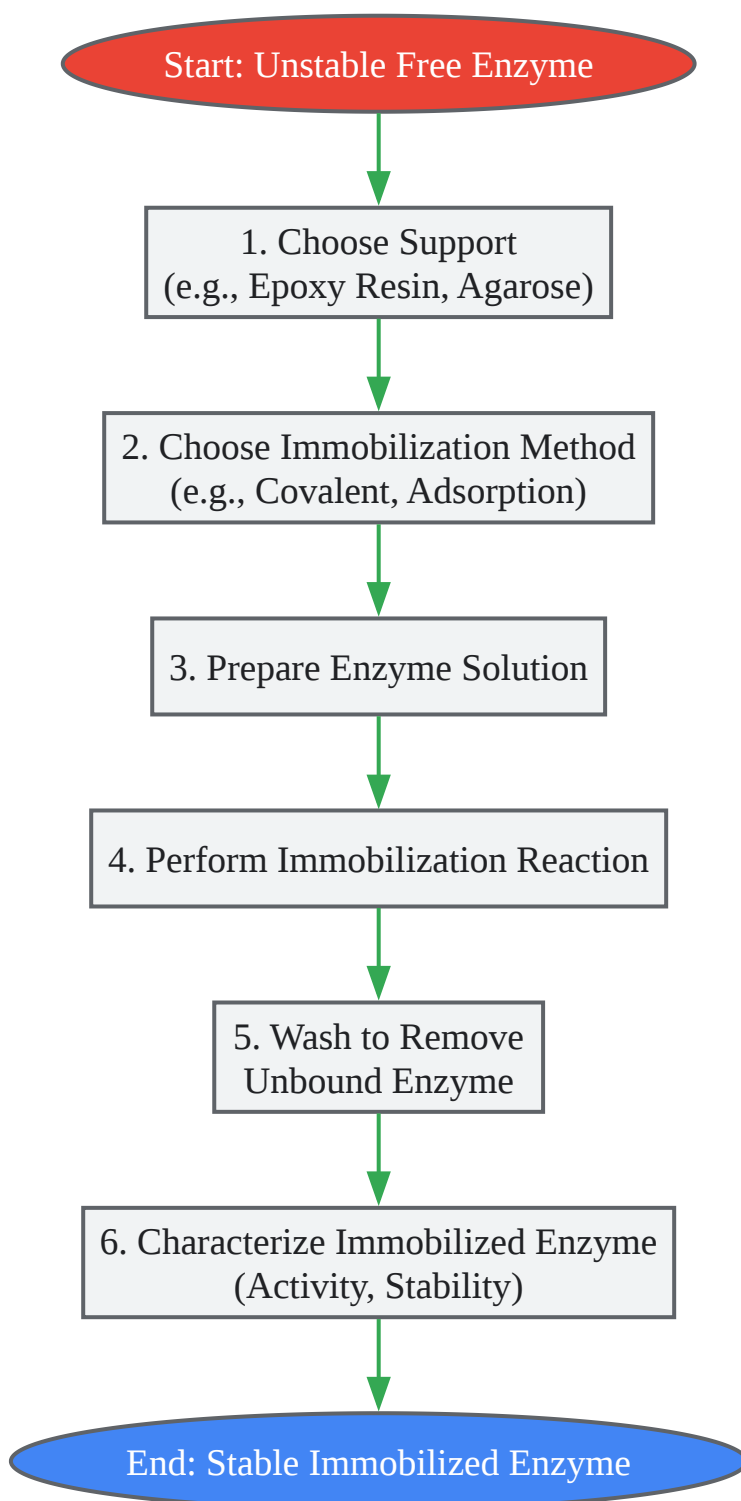 Start: Unstable Free Enzyme
1. Choose Support
(e.g., Epoxy Resin, Agarose)
2. Choose Immobilization Method
(e.g., Covalent, Adsorption)
3. Prepare Enzyme Solution
4. Perform Immobilization Reaction
5. Wash to Remove
Unbound Enzyme
6. Characterize Immobilized Enzyme
(Activity, Stability)
End: Stable Immobilized Enzyme